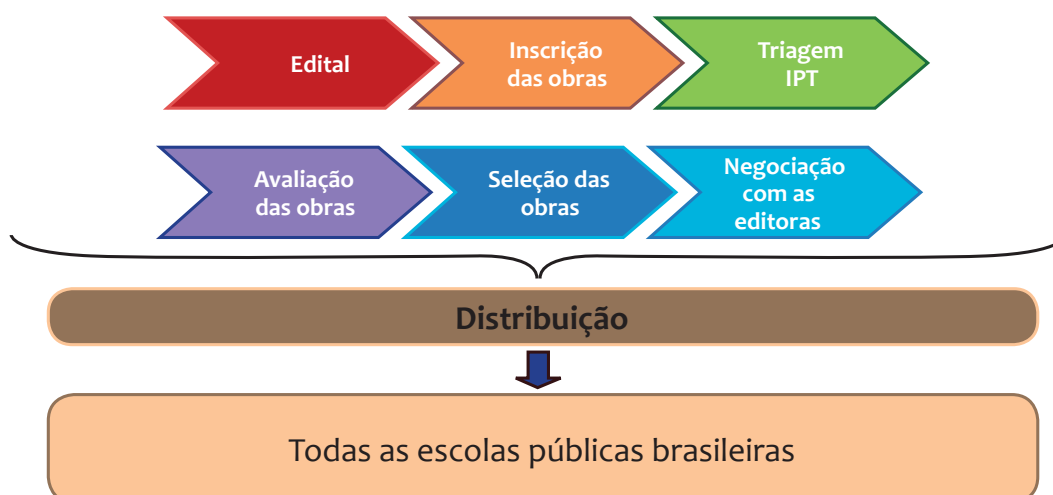 Edital
Inscrição
das obras
Triagem
IPT
Avaliação
das obras
Seleção das
obras
Negociação
com as
editoras
Distribuição
Todas as escolas públicas brasileiras